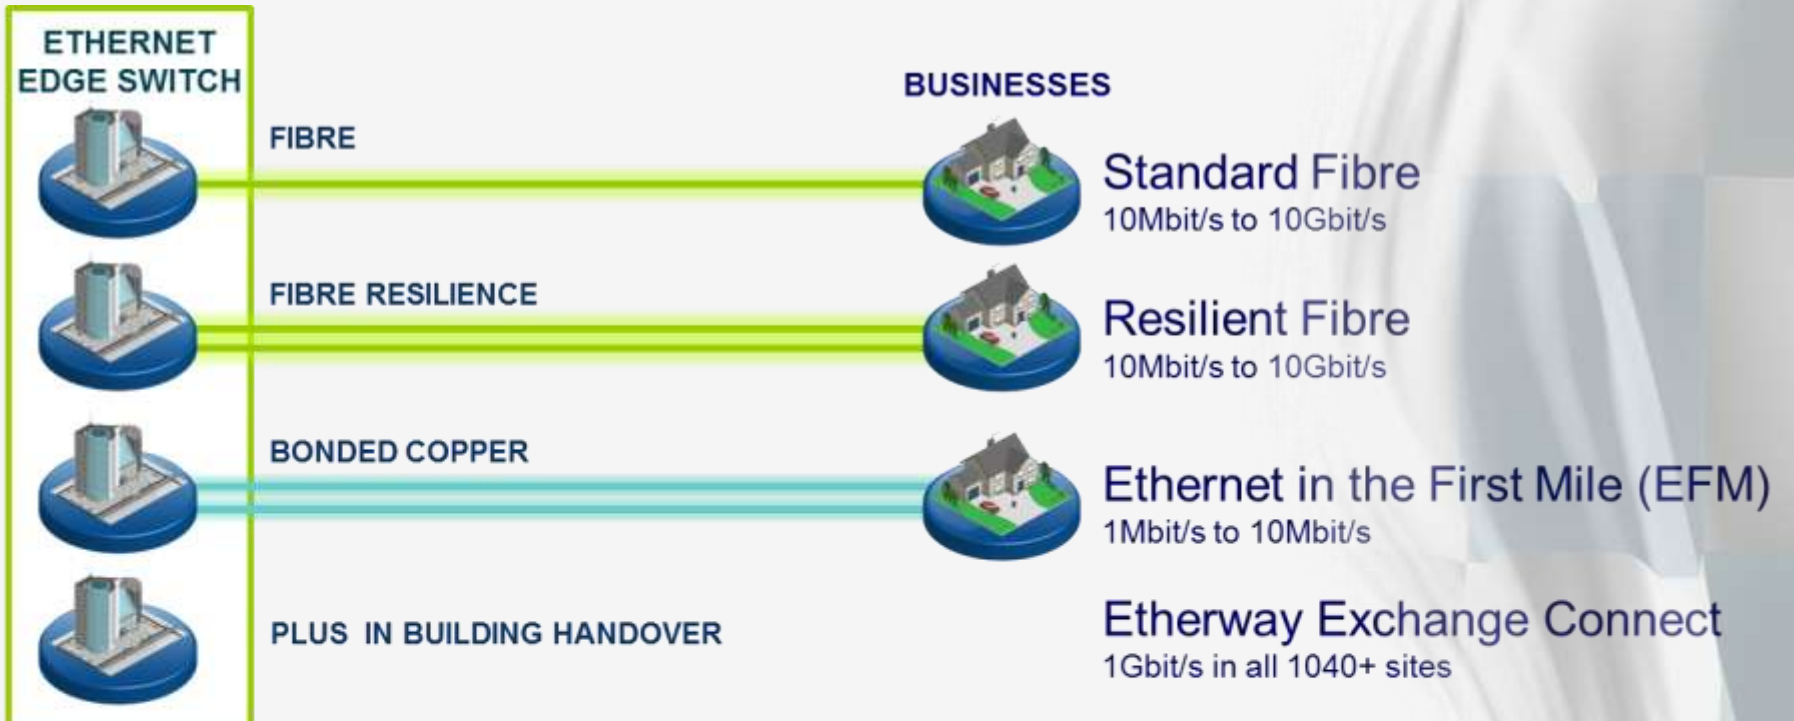 ETHERNET
EDGE SWITCH
BUSINESSES
FIBRE
Standard Fibre
10Mbit/s to 10Gbit/s
FIBRE RESILIENCE
Resilient Fibre
10Mbit/s to 10Gbit/s
BONDED COPPER
Ethernet in the First Mile (EFM)
1Mbit/s to 10Mbit/s
PLUS IN BUILDING HANDOVER
Etherway Exchange Connect
1Gbit/s in all 1040+ sites